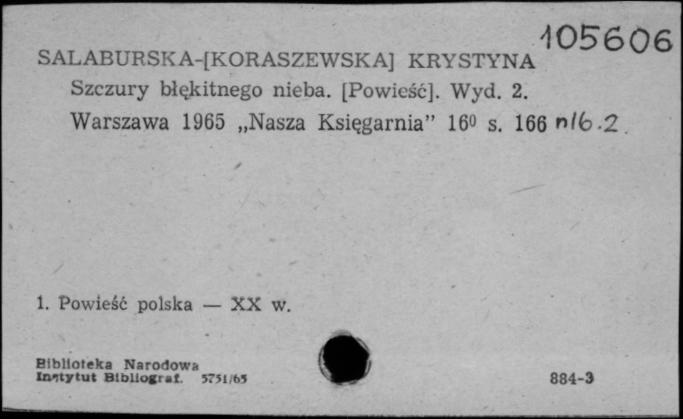 105606
SALABURSKA-[KORASZEWSKA] KRYSTYNA
Szczury błękitnego nieba. [Powieść]. Wyd. 2.
Warszawa 1965 „Nasza Księgarnia” 16⁰ s. 166 nlb.2.
1. Powieść polska — XX w.
Biblioteka Narodowa
Instytut Bibliograf. 5751/65
884-3